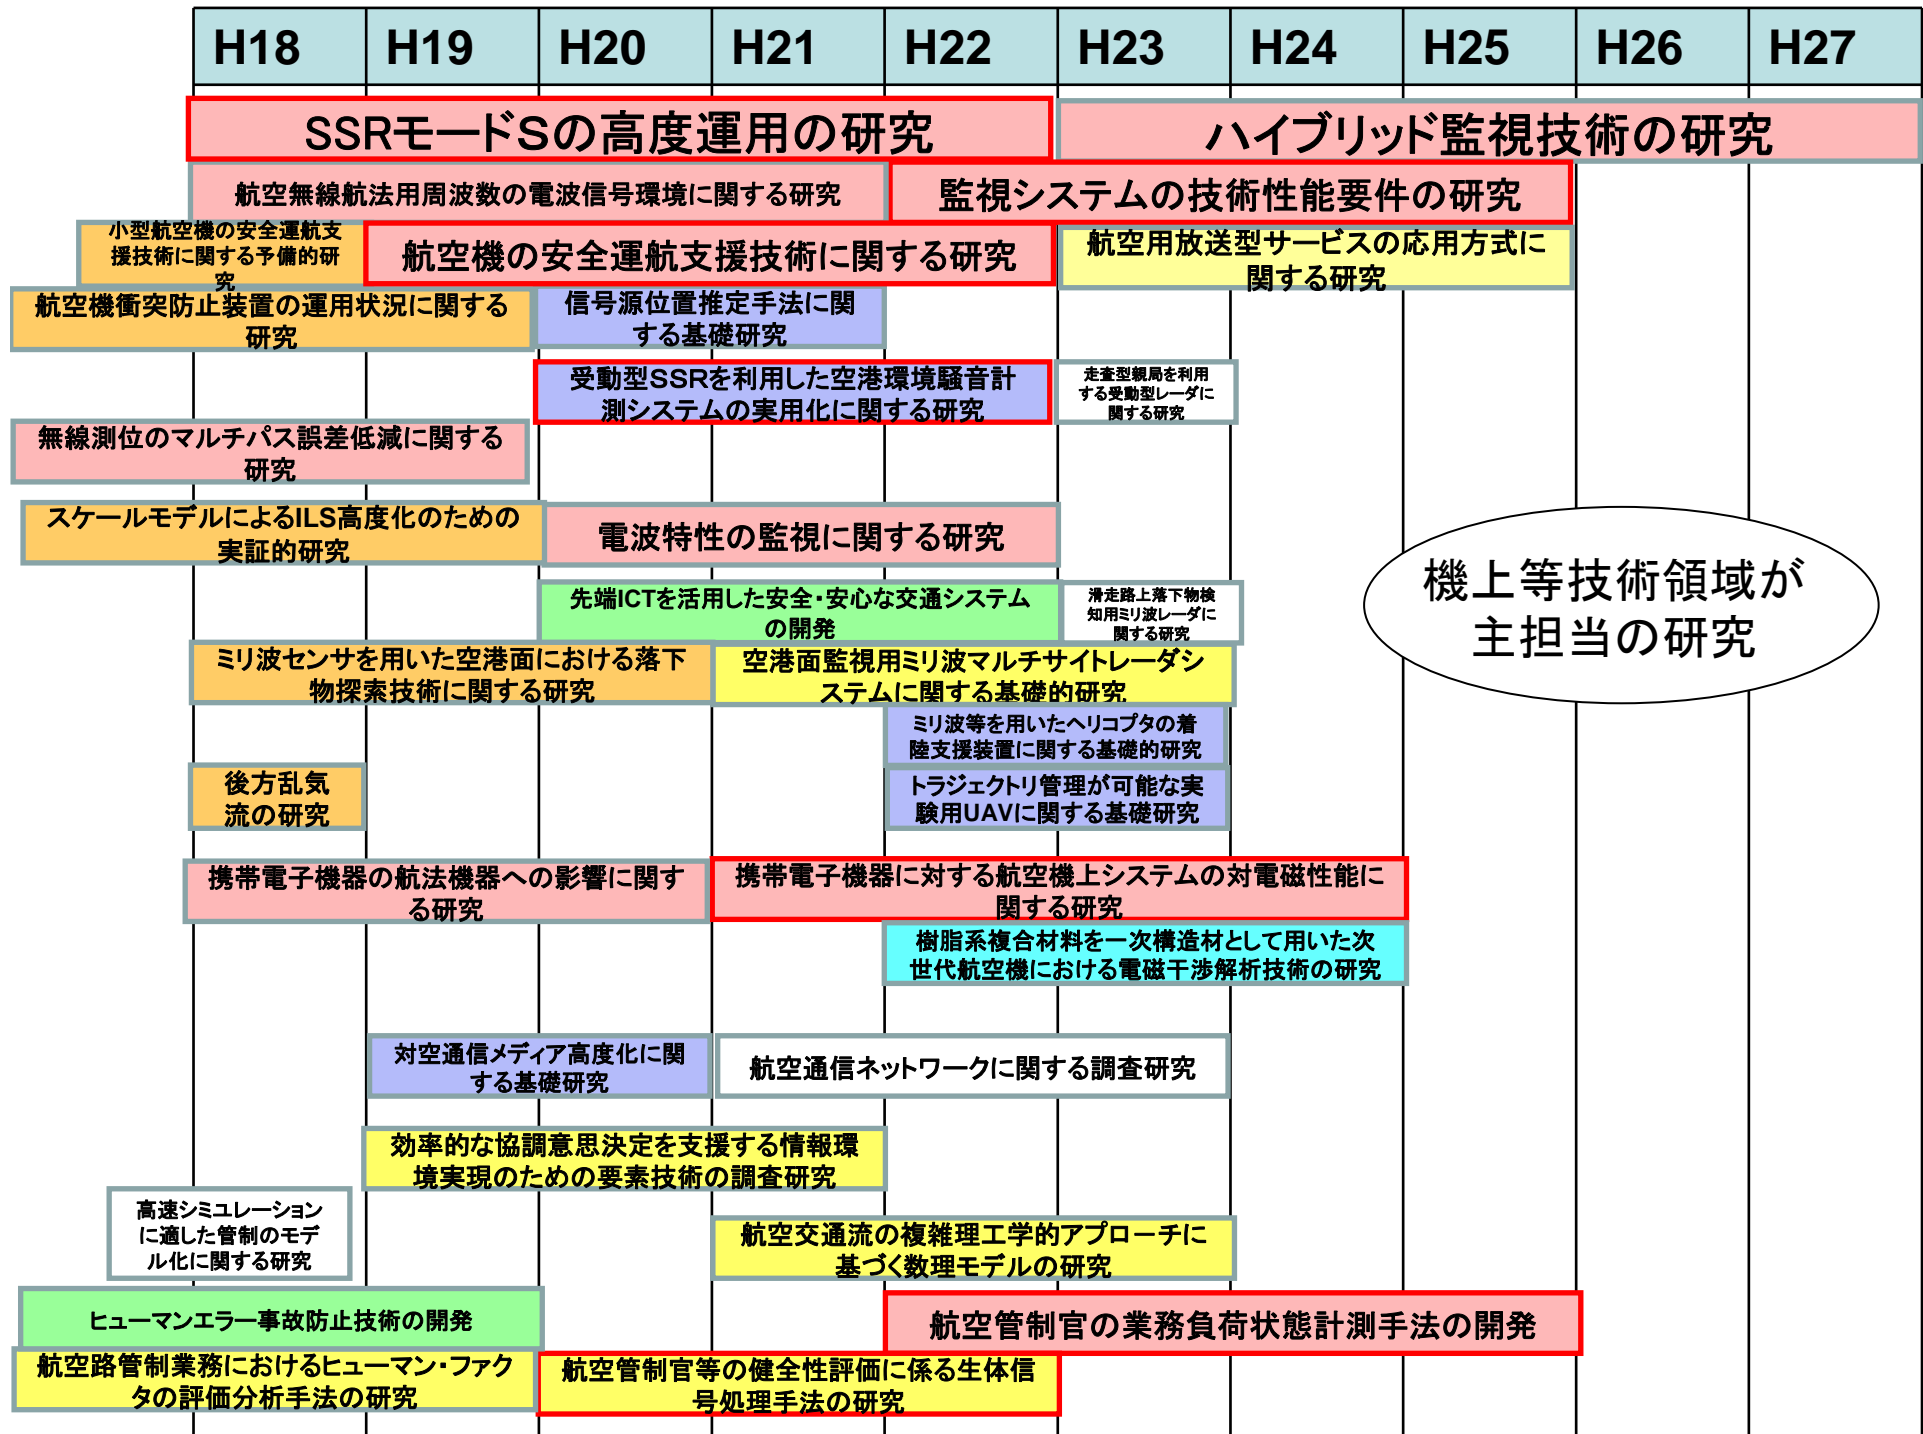 H18 H19 H20 H21 H22 H23 H24 H25 H26 H27
SSRモードSの高度運用の研究
ハイブリッド監視技術の研究
航空無線航法用周波数の電波信号環境に関する研究
監視システムの技術性能要件の研究
小型航空機の安全運航支
援技術に関する予備的研
究
航空機の安全運航支援技術に関する研究
航空用放送型サービスの応用方式に
関する研究
航空機衝突防止装置の運用状況に関する
研究
信号源位置推定手法に関
する基礎研究
受動型SSRを利用した空港環境騒音計
測システムの実用化に関する研究
走査型親局を利用
する受動型レーダに
関する研究
無線測位のマルチパス誤差低減に関する
研究
スケールモデルによるILS高度化のための
実証的研究
電波特性の監視に関する研究
機上等技術領域が
主担当の研究
先端ICTを活用した安全・安心な交通システム
の開発
滑走路上落下物検
知用ミリ波レーダに
関する研究
ミリ波センサを用いた空港面における落下
物探索技術に関する研究
空港面監視用ミリ波マルチサイトレーダシ
ステムに関する基礎的研究
ミリ波等を用いたヘリコプタの着
陸支援装置に関する基礎的研究
後方乱気
流の研究
トラジェクトリ管理が可能な実
験用UAVに関する基礎研究
携帯電子機器の航法機器への影響に関す
る研究
携帯電子機器に対する航空機上システムの対電磁性能に
関する研究
樹脂系複合材料を一次構造材として用いた次
世代航空機における電磁干渉解析技術の研究
対空通信メディア高度化に関
する基礎研究
航空通信ネットワークに関する調査研究
効率的な協調意思決定を支援する情報環
境実現のための要素技術の調査研究
高速シミュレーション
に適した管制のモデ
ル化に関する研究
航空交通流の複雑理工学的アプローチに
基づく数理モデルの研究
ヒューマンエラー事故防止技術の開発
航空管制官の業務負荷状態計測手法の開発
航空路管制業務におけるヒューマン・ファク
タの評価分析手法の研究
航空管制官等の健全性評価に係る生体信
号処理手法の研究